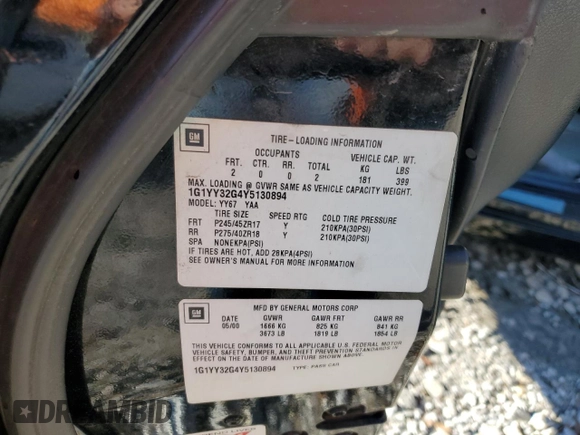 GM
TIRE-LOADING INFORMATION
OCCUPANTS VEHICLE CAP. WT.
FRT. CTR. RR. TOTAL KG LBS
2 0 0 2 181 399
MAX. LOADING @ GVWR SAME AS VEHICLE CAPACITY WEIGHT.
1G1YY32G4Y5130894
MODEL: YY67 YAA
TIRE SIZE SPEED RTG COLD TIRE PRESSURE
FRT P245/45ZR17 Y 210KPA(30PSI)
RR P275/40ZR18 Y 210KPA(30PSI)
SPA NONEKPA(PSI)
IF TIRES ARE HOT, ADD 28KPA(4PSI)
SEE OWNER'S MANUAL FOR MORE INFORMATION
GM
MFD BY GENERAL MOTORS CORP
DATE GVWR GAWR FRT GAWR RR
05/00 1666 KG 825 KG 841 KG
3673 LB 1819 LB 1854 LB
THIS VEHICLE CONFORMS TO ALL APPLICABLE U.S. FEDERAL MOTOR
VEHICLE SAFETY, BUMPER, AND THEFT PREVENTION STANDARDS IN
EFFECT ON THE DATE OF MANUFACTURE SHOWN ABOVE.
1G1YY32G4Y5130894 TYPE: PASS CAR
DREAMBID